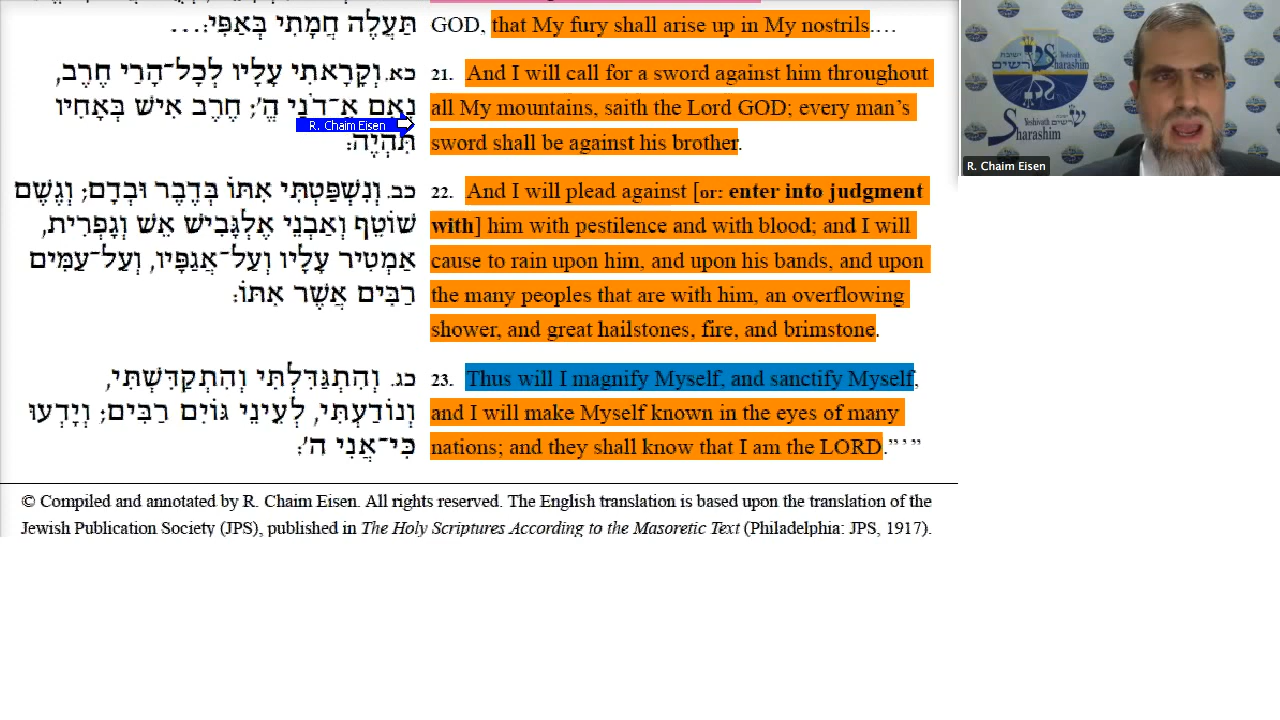 תַּעֲלֶה חֲמָתִי בְּאַפִּי:…
GOD, that My fury shall arise up in My nostrils.…
כא. וְקָרָאתִי עָלָיו לְכָל־הָרַי חֶרֶב,
נְאֻם אֲ־דֹנָי ה'; חֶרֶב אִישׁ בְּאָחִיו
תִּהְיֶה:
21. And I will call for a sword against him throughout
all My mountains, saith the Lord GOD; every man's
sword shall be against his brother.
R. Chaim Eisen
כב. וְנִשְׁפַּטְתִּי אִתּוֹ בְּדֶבֶר וּבְדָם; וְגֶשֶׁם
שׁוֹטֵף וְאַבְנֵי אֶלְגָּבִישׁ אֵשׁ וְגָפְרִית,
אַמְטִיר עָלָיו וְעַל־אֲגַפָּיו, וְעַל־עַמִּים
רַבִּים אֲשֶׁר אִתּוֹ:
22. And I will plead against [or: enter into judgment
with] him with pestilence and with blood; and I will
cause to rain upon him, and upon his bands, and upon
the many peoples that are with him, an overflowing
shower, and great hailstones, fire, and brimstone.
כג. וְהִתְגַּדִּלְתִּי וְהִתְקַדִּשְׁתִּי,
וְנוֹדַעְתִּי, לְעֵינֵי גּוֹיִם רַבִּים; וְיָדְעוּ
כִּי־אֲנִי ה':
23. Thus will I magnify Myself, and sanctify Myself,
and I will make Myself known in the eyes of many
nations; and they shall know that I am the LORD.”’”
© Compiled and annotated by R. Chaim Eisen. All rights reserved. The English translation is based upon the translation of the
Jewish Publication Society (JPS), published in The Holy Scriptures According to the Masoretic Text (Philadelphia: JPS, 1917).
Sharashim
Yeshivath
Sharashim
R. Chaim Eisen